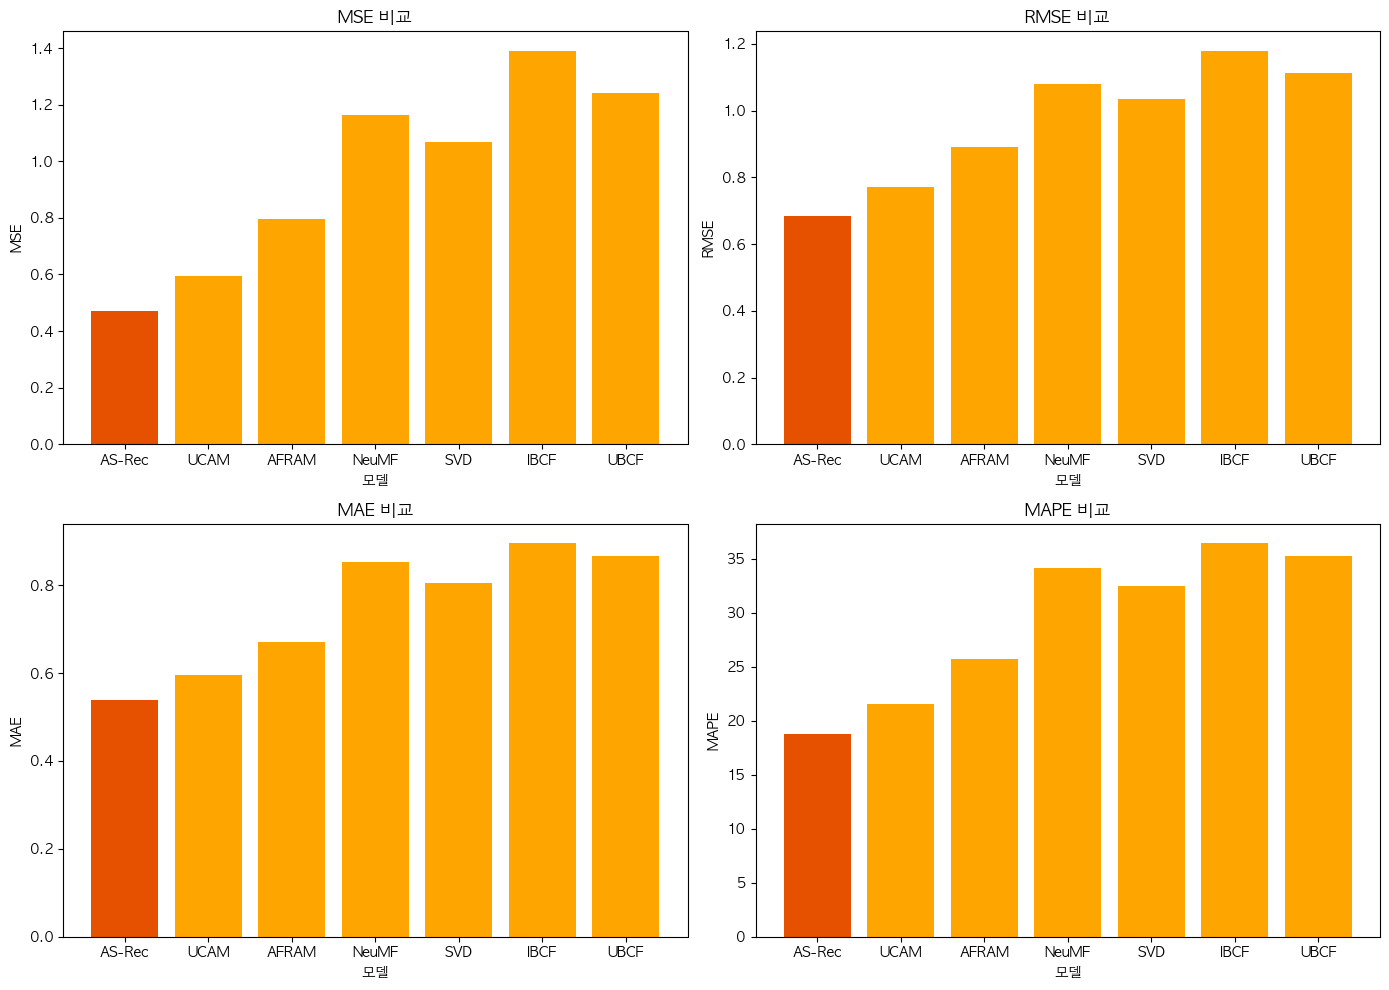 MSE 비교
MSE
1.4
1.2
1.0
0.8
0.6
0.4
0.2
0.0
AS-Rec UCAM AFRAM NeuMF SVD IBCF UBCF
모델
RMSE 비교
RMSE
1.2
1.0
0.8
0.6
0.4
0.2
0.0
AS-Rec UCAM AFRAM NeuMF SVD IBCF UBCF
모델
MAE 비교
MAE
0.8
0.6
0.4
0.2
0.0
AS-Rec UCAM AFRAM NeuMF SVD IBCF UBCF
모델
MAPE 비교
MAPE
35
30
25
20
15
10
5
0
AS-Rec UCAM AFRAM NeuMF SVD IBCF UBCF
모델